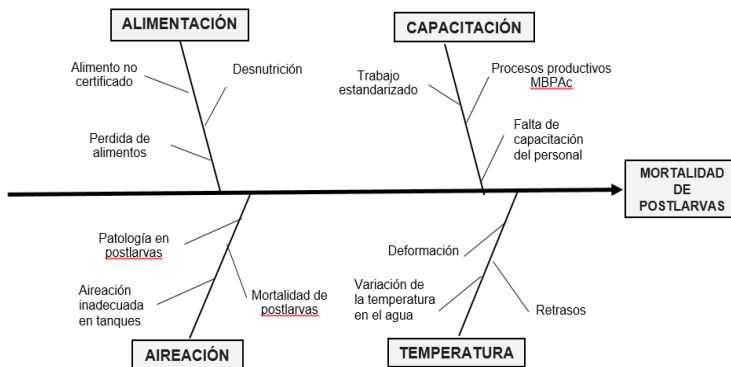 ALIMENTACIÓN
CAPACITACIÓN
Alimento no
certificado
Desnutrición
Perdida de
alimentos
Trabajo
estandarizado
Procesos productivos
MBPAc
Falta de
capacitación
del personal
MORTALIDAD
DE
POSTLARVAS
Patología en
postlarvas
Aireación
inadecuada
en tanques
Mortalidad de
postlarvas
Deformación
Variación de
la temperatura
en el agua
Retrasos
AIREACIÓN
TEMPERATURA